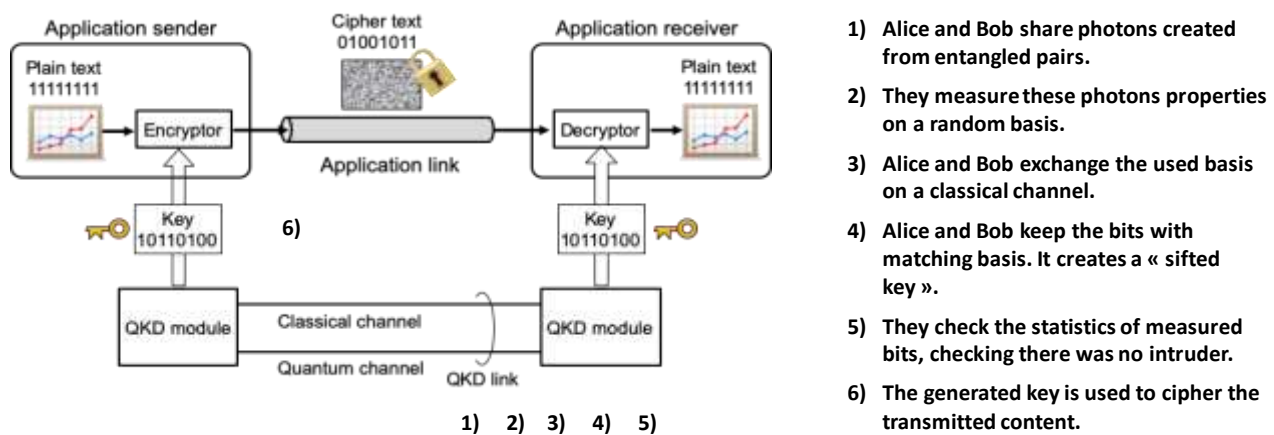 Application sender
Cipher text
01001011
Application receiver
Plain text
11111111
Plain text
11111111
Encryptor
Decryptor
Application link
Key
10110100
6)
Key
10110100
QKD module
Classical channel
QKD module
Quantum channel
QKD link
1) 2) 3) 4) 5)
1) Alice and Bob share photons created
from entangled pairs.
2) They measure these photons properties
on a random basis.
3) Alice and Bob exchange the used basis
on a classical channel.
4) Alice and Bob keep the bits with
matching basis. It creates a « sifted
key ».
5) They check the statistics of measured
bits, checking there was no intruder.
6) The generated key is used to cipher the
transmitted content.